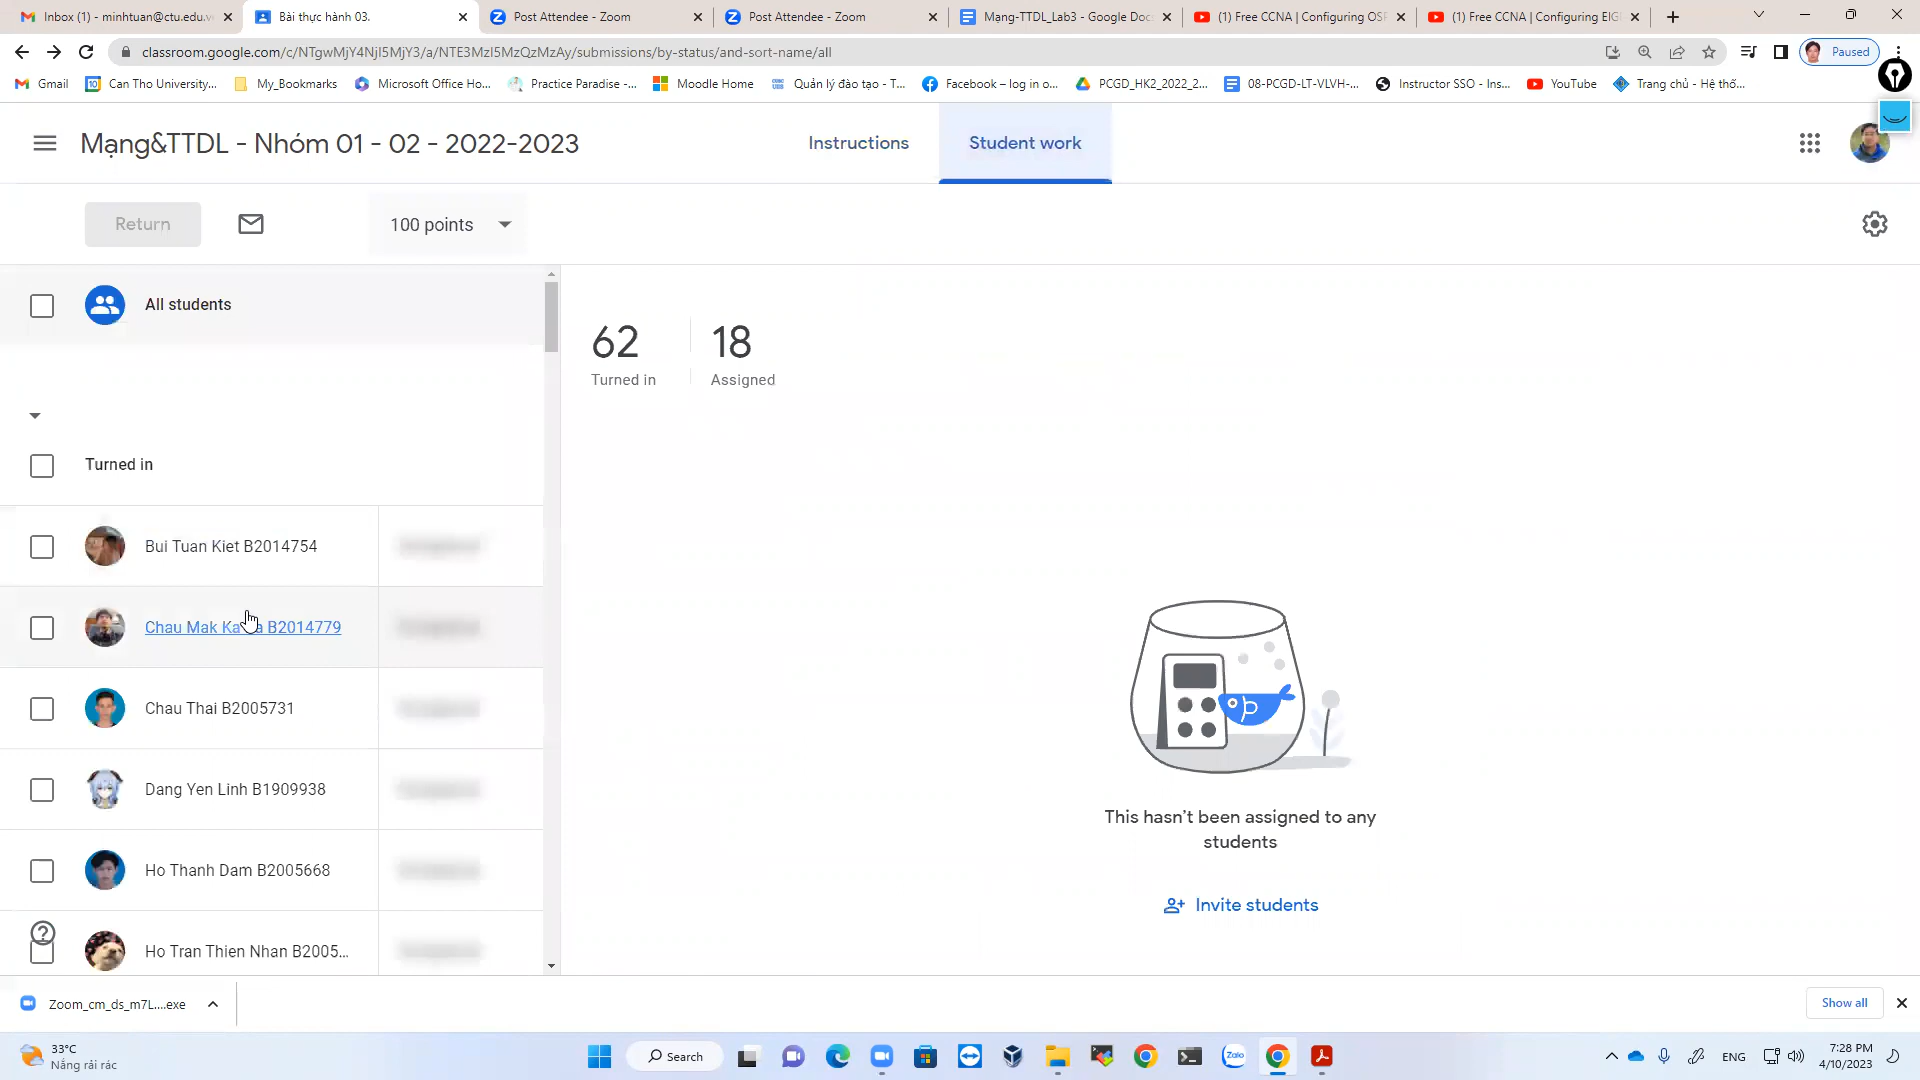 Inbox (1) - minhtuan@ctu.edu.v
Bài thực hành 03.
Post Attendee - Zoom
Post Attendee - Zoom
Mạng-TTDL_Lab3 - Google Doc
(1) Free CCNA | Configuring OSP
(1) Free CCNA | Configuring EIG
classroom.google.com/c/NTgwMjY4NjI5MjY3/a/NTE3MzI5MzQzMzAy/submissions/by-status/and-sort-name/all
Paused
Gmail
Can Tho University...
My_Bookmarks
Microsoft Office Ho...
Practice Paradise -...
Moodle Home
Quản lý đào tạo - T...
Facebook – log in o...
PCGD_HK2_2022_2...
08-PCGD-LT-VLVH-...
Instructor SSO - Ins...
YouTube
Trang chủ - Hệ thố...
Mạng&TTDL - Nhóm 01 - 02 - 2022-2023
Instructions
Student work
Return
100 points
All students
62
Turned in
18
Assigned
Turned in
Bui Tuan Kiet B2014754
Chau Mak Ka a B2014779
Chau Thai B2005731
Dang Yen Linh B1909938
Ho Thanh Dam B2005668
Ho Tran Thien Nhan B2005...
This hasn't been assigned to any
students
Invite students
Zoom_cm_ds_m7L....exe
Show all
33°C
Nắng rải rác
Search
Zalo
ENG
7:28 PM
4/10/2023